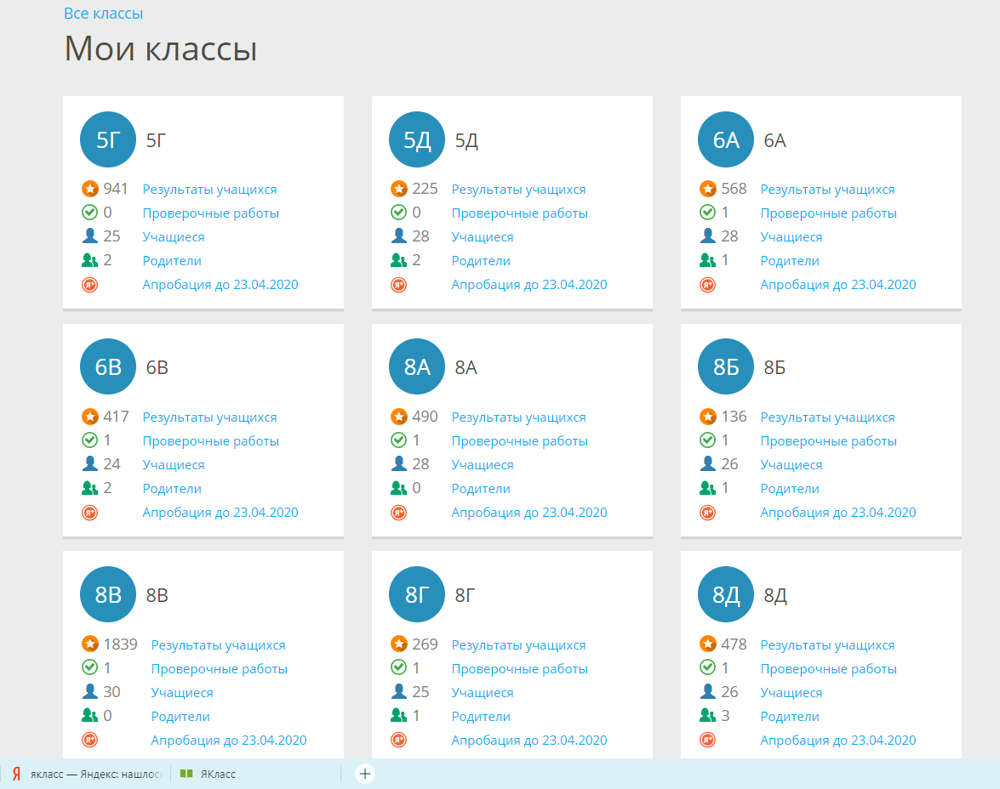 Все классы
Мои классы
5Г 5Г
941 Результаты учащихся
0 Проверочные работы
25 Учащиеся
2 Родители
Я+ Апробация до 23.04.2020
5Д 5Д
225 Результаты учащихся
0 Проверочные работы
28 Учащиеся
2 Родители
Я+ Апробация до 23.04.2020
6А 6А
568 Результаты учащихся
1 Проверочные работы
28 Учащиеся
1 Родители
Я+ Апробация до 23.04.2020
6В 6В
417 Результаты учащихся
1 Проверочные работы
24 Учащиеся
2 Родители
Я+ Апробация до 23.04.2020
8А 8А
490 Результаты учащихся
1 Проверочные работы
28 Учащиеся
0 Родители
Я+ Апробация до 23.04.2020
8Б 8Б
136 Результаты учащихся
1 Проверочные работы
26 Учащиеся
1 Родители
Я+ Апробация до 23.04.2020
8В 8В
1839 Результаты учащихся
1 Проверочные работы
30 Учащиеся
0 Родители
Я+ Апробация до 23.04.2020
8Г 8Г
269 Результаты учащихся
1 Проверочные работы
25 Учащиеся
1 Родители
Я+ Апробация до 23.04.2020
8Д 8Д
478 Результаты учащихся
1 Проверочные работы
26 Учащиеся
3 Родители
Я+ Апробация до 23.04.2020
Я якласс — Яндекс: нашлос ЯКласс